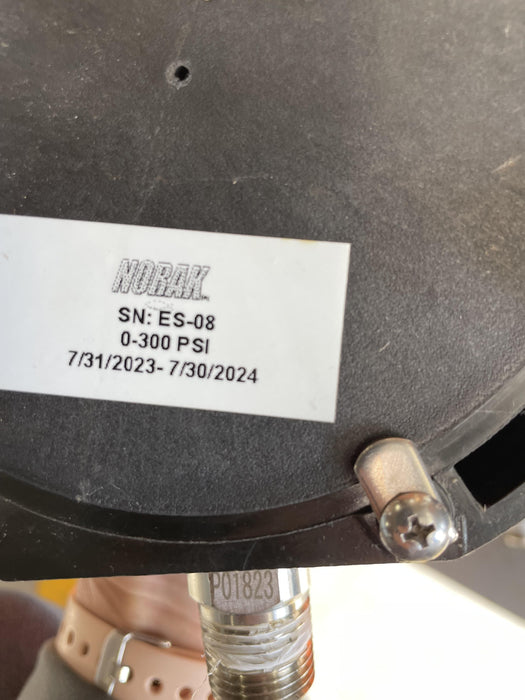 NORAK
SN: ES-08
0-300 PSI
7/31/2023- 7/30/2024
P01823